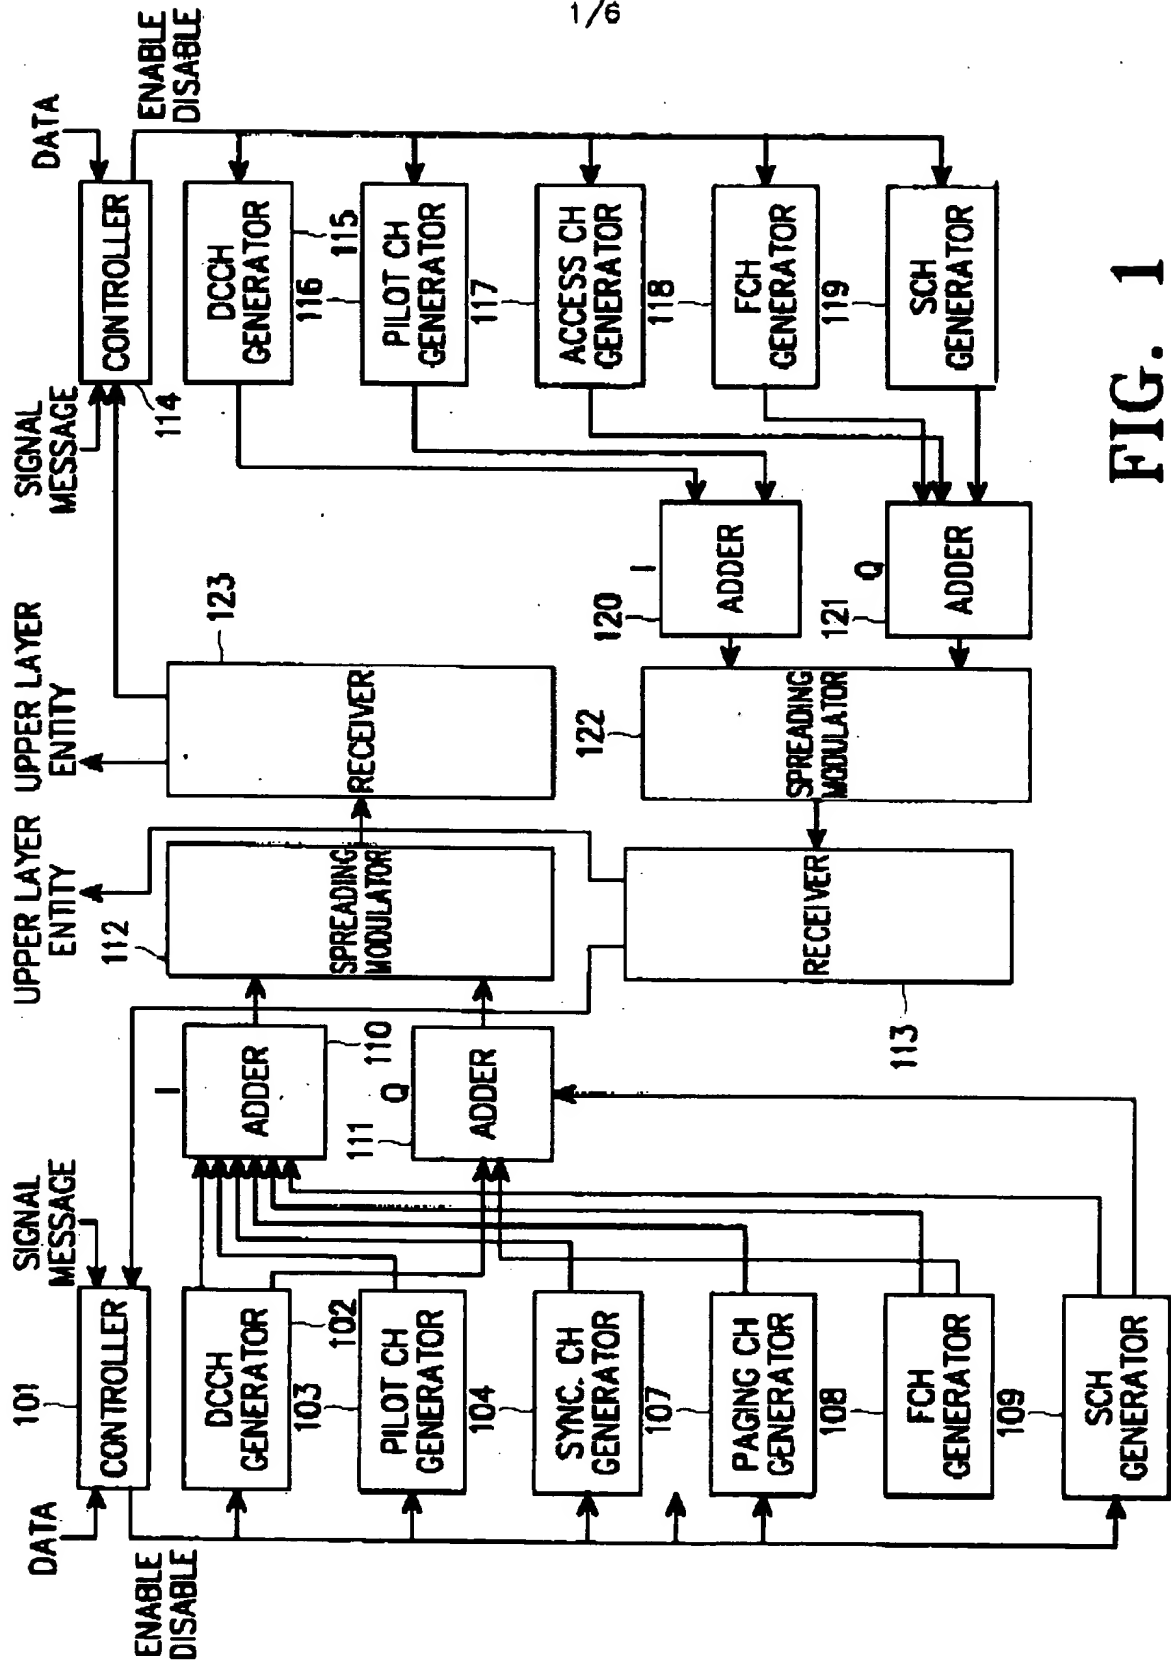 1/6
DATA
SIGNAL
MESSAGE
101
CONTROLLER
ENABLE
DISABLE
DCCH
GENERATOR
102
103
PILOT CH
GENERATOR
104
SYNC. CH
GENERATOR
107
PAGING CH
GENERATOR
108
FCH
GENERATOR
109
SCH
GENERATOR
I
ADDER
110
Q
111
ADDER
UPPER LAYER
ENTITY
112
SPREADING
MODULATOR
RECEIVER
113
UPPER LAYER
ENTITY
123
RECEIVER
122
SPREADING
MODULATOR
I
120
ADDER
Q
121
ADDER
SIGNAL
MESSAGE
DATA
114
CONTROLLER
ENABLE
DISABLE
DCCH
GENERATOR
115
116
PILOT CH
GENERATOR
117
ACCESS CH
GENERATOR
118
FCH
GENERATOR
119
SCH
GENERATOR
FIG. 1